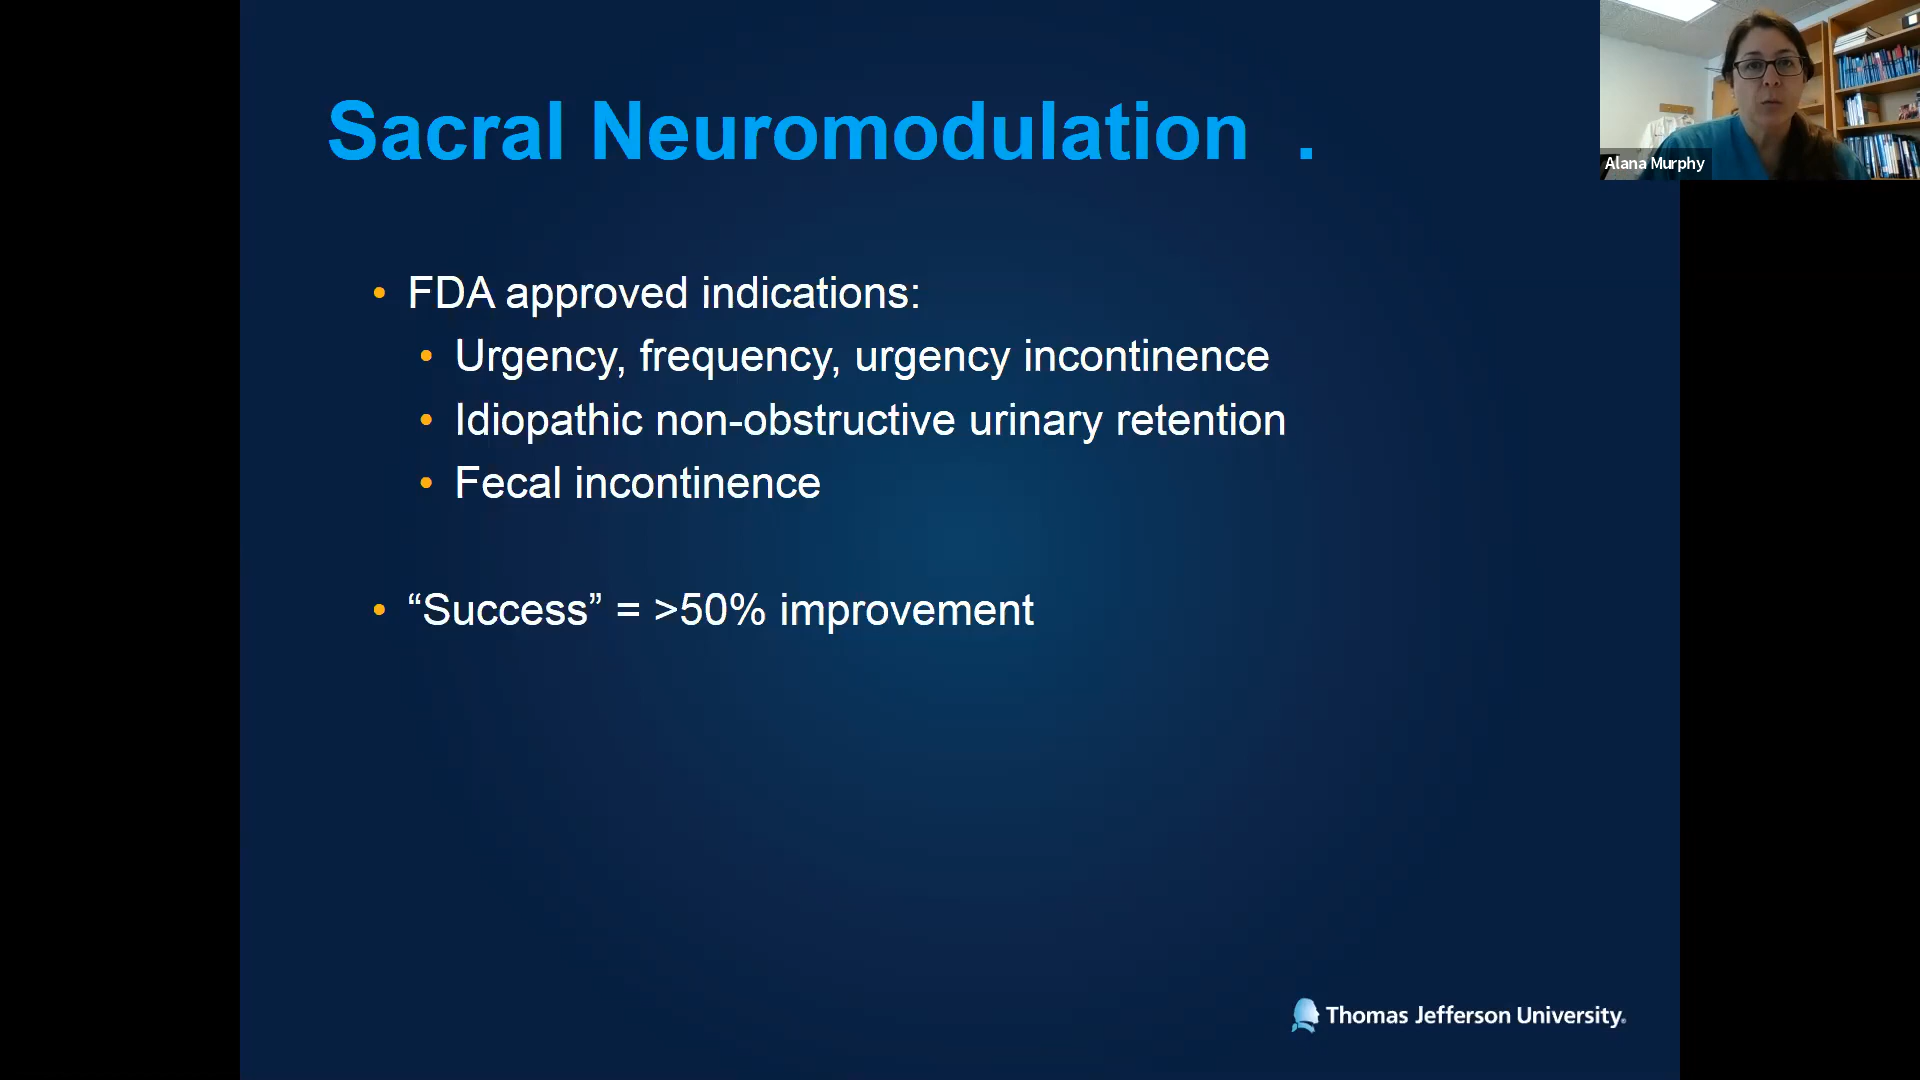 Sacral Neuromodulation .
Alana Murphy
• FDA approved indications:
• Urgency, frequency, urgency incontinence
• Idiopathic non-obstructive urinary retention
• Fecal incontinence
• “Success” = >50% improvement
Thomas Jefferson University®